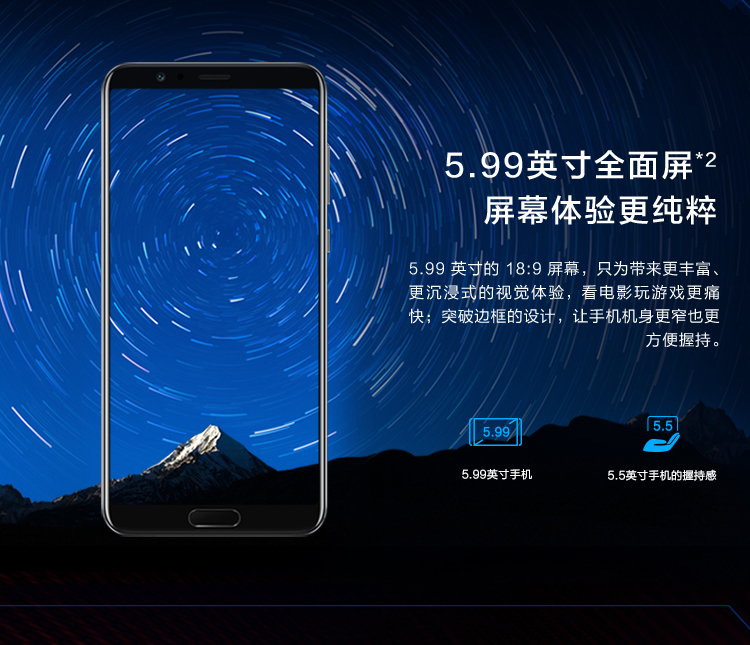 5.99英寸全面屏*2
屏幕体验更纯粹
5.99 英寸的 18:9 屏幕，只为带来更丰富、
更沉浸式的视觉体验，看电影玩游戏更痛
快；突破边框的设计，让手机机身更窄也更
方便握持。
5.99
5.5
5.99英寸手机
5.5英寸手机的握持感